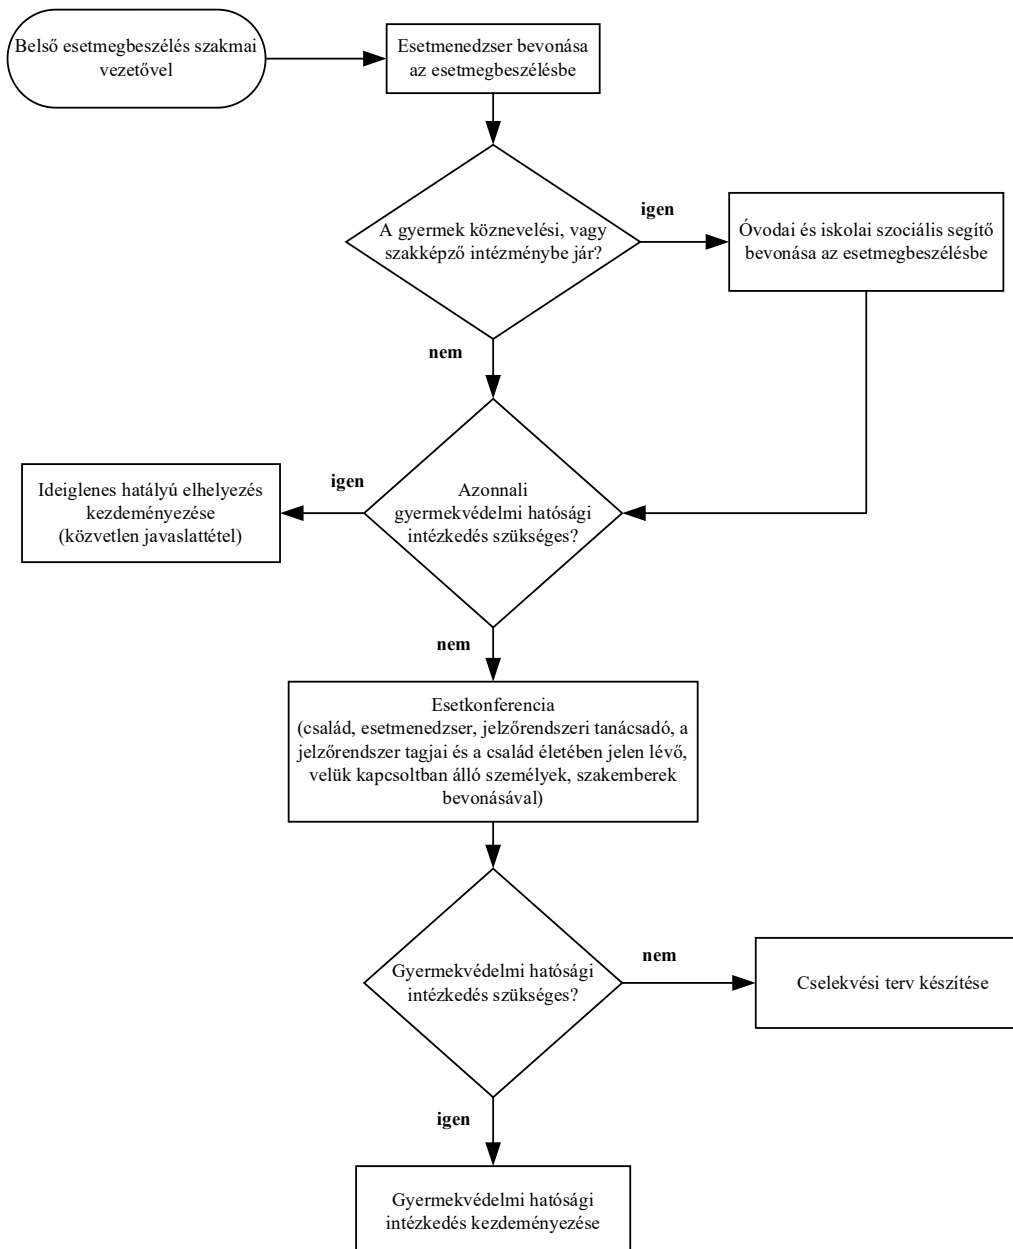 Belső esetmegbeszélés szakmai
vezetővel
Esetmenedzser bevonása
az esetmegbeszélésbe
A gyermek köznevelési, vagy
szakképző intézménybe jár?
igen
Óvodai és iskolai szociális segítő
bevonása az esetmegbeszélésbe
nem
Azonnali
gyermekvédelmi hatósági
intézkedés szükséges?
igen
Ideiglenes hatályú elhelyezés
kezdeményezése
(közvetlen javaslattétel)
nem
Esetkonferencia
(család, esetmenedzser, jelzőrendszeri tanácsadó, a
jelzőrendszer tagjai és a család életében jelen lévő,
velük kapcsoltban álló személyek, szakemberek
bevonásával)
Gyermekvédelmi hatósági
intézkedés szükséges?
nem
Cselekvési terv készítése
igen
Gyermekvédelmi hatósági
intézkedés kezdeményezése